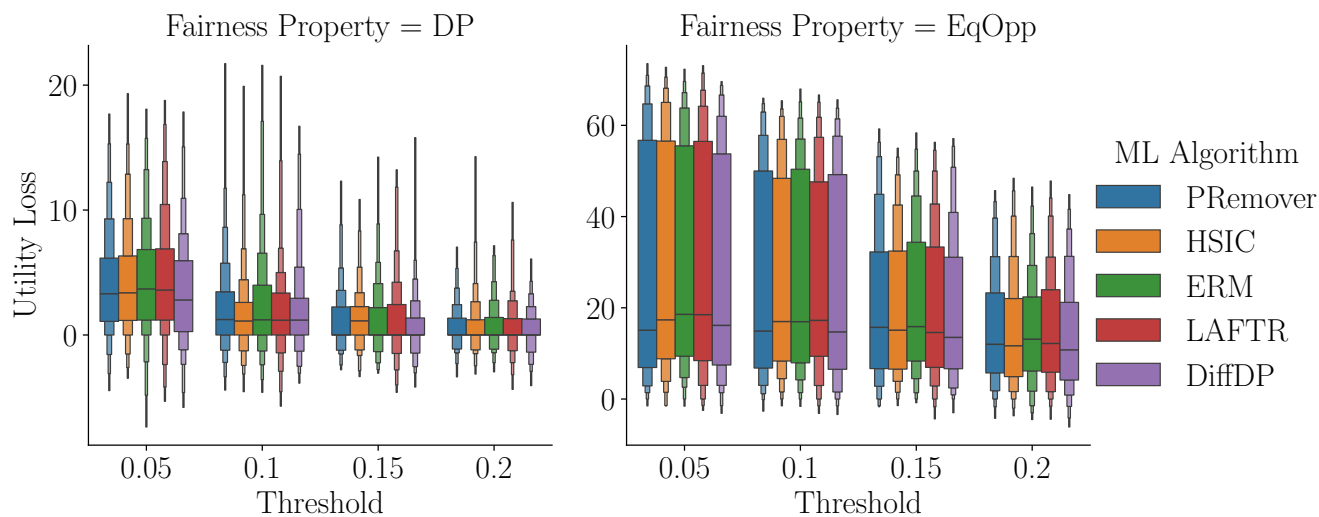 Fairness Property = DP
Fairness Property = EqOpp
Utility Loss
20
10
0
0.05
0.1
0.15
0.2
Threshold
60
40
20
0
0.05
0.1
0.15
0.2
Threshold
ML Algorithm
PRemover
HSIC
ERM
LAFTR
DiffDP